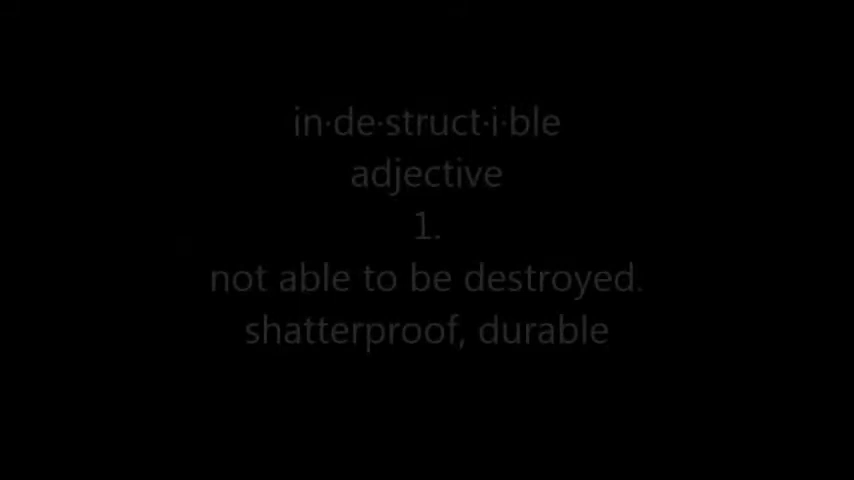 in·de·struct·i·ble
adjective
1.
not able to be destroyed.
shatterproof, durable